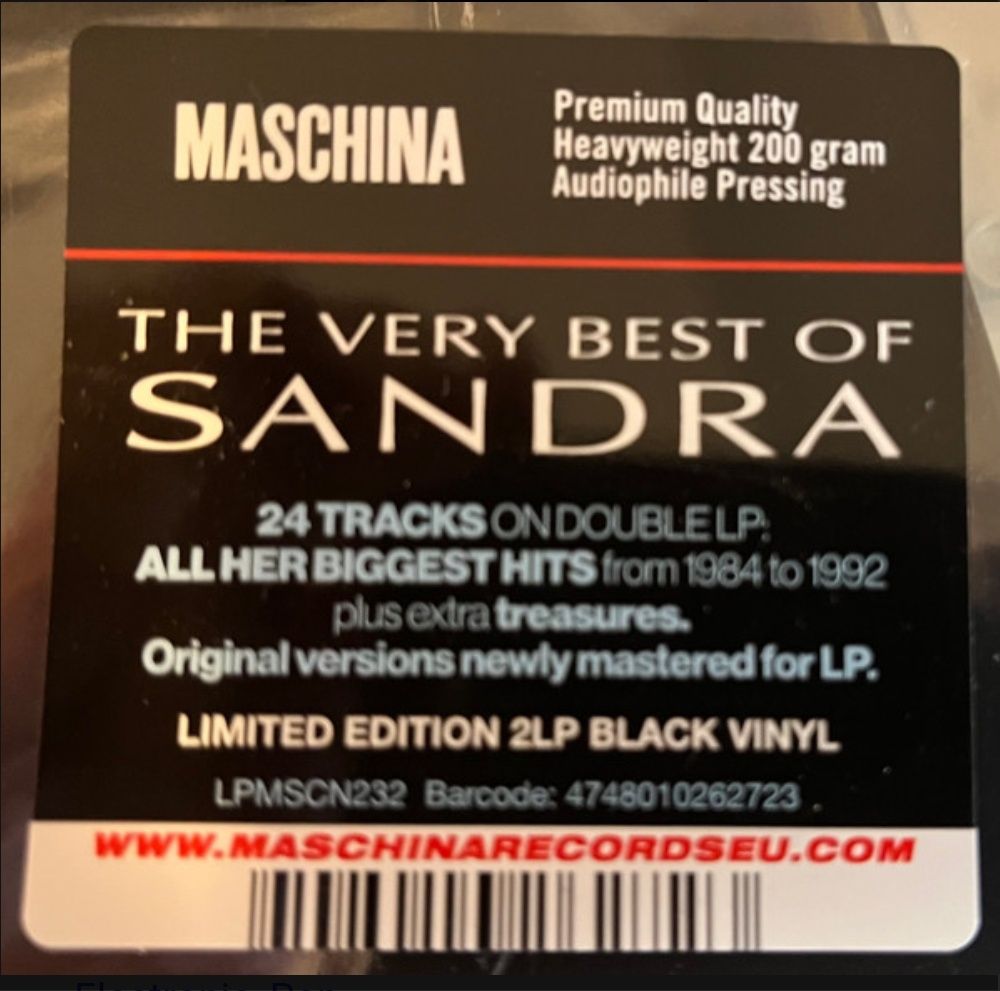 MASCHINA
Premium Quality
Heavyweight 200 gram
Audiophile Pressing
THE VERY BEST OF
SANDRA
24 TRACKS ON DOUBLE LP:
ALL HER BIGGEST HITS from 1984 to 1992
plus extra treasures.
Original versions newly mastered for LP.
LIMITED EDITION 2LP BLACK VINYL
LPMSCN232 Barcode: 4748010262723
WWW.MASCHINARECORDSEU.COM